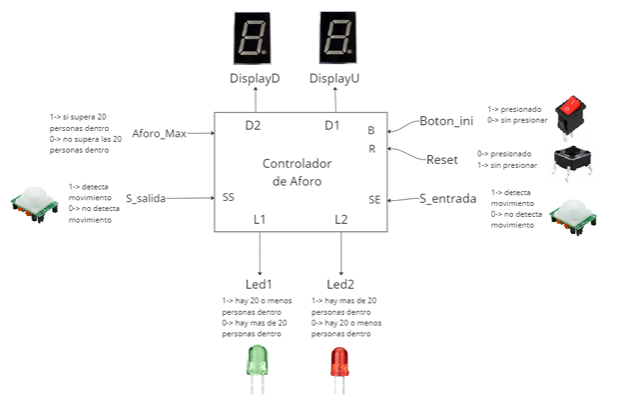 DisplayD
DisplayU
D2
D1
B
R
SS
SE
L1
L2
Controlador
de Aforo
1-> si supera 20
personas dentro
0-> no supera las 20
personas dentro
Aforo_Max
1-> detecta
movimiento
0-> no detecta
movimiento
S_salida
Boton_ini
1-> presionado
0-> sin presionar
Reset
0-> presionado
1-> sin presionar
S_entrada
1-> detecta
movimiento
0-> no detecta
movimiento
Led1
1-> hay 20 o menos
personas dentro
0-> hay mas de 20
personas dentro
Led2
1-> hay mas de 20
personas dentro
0-> hay 20 o menos
personas dentro